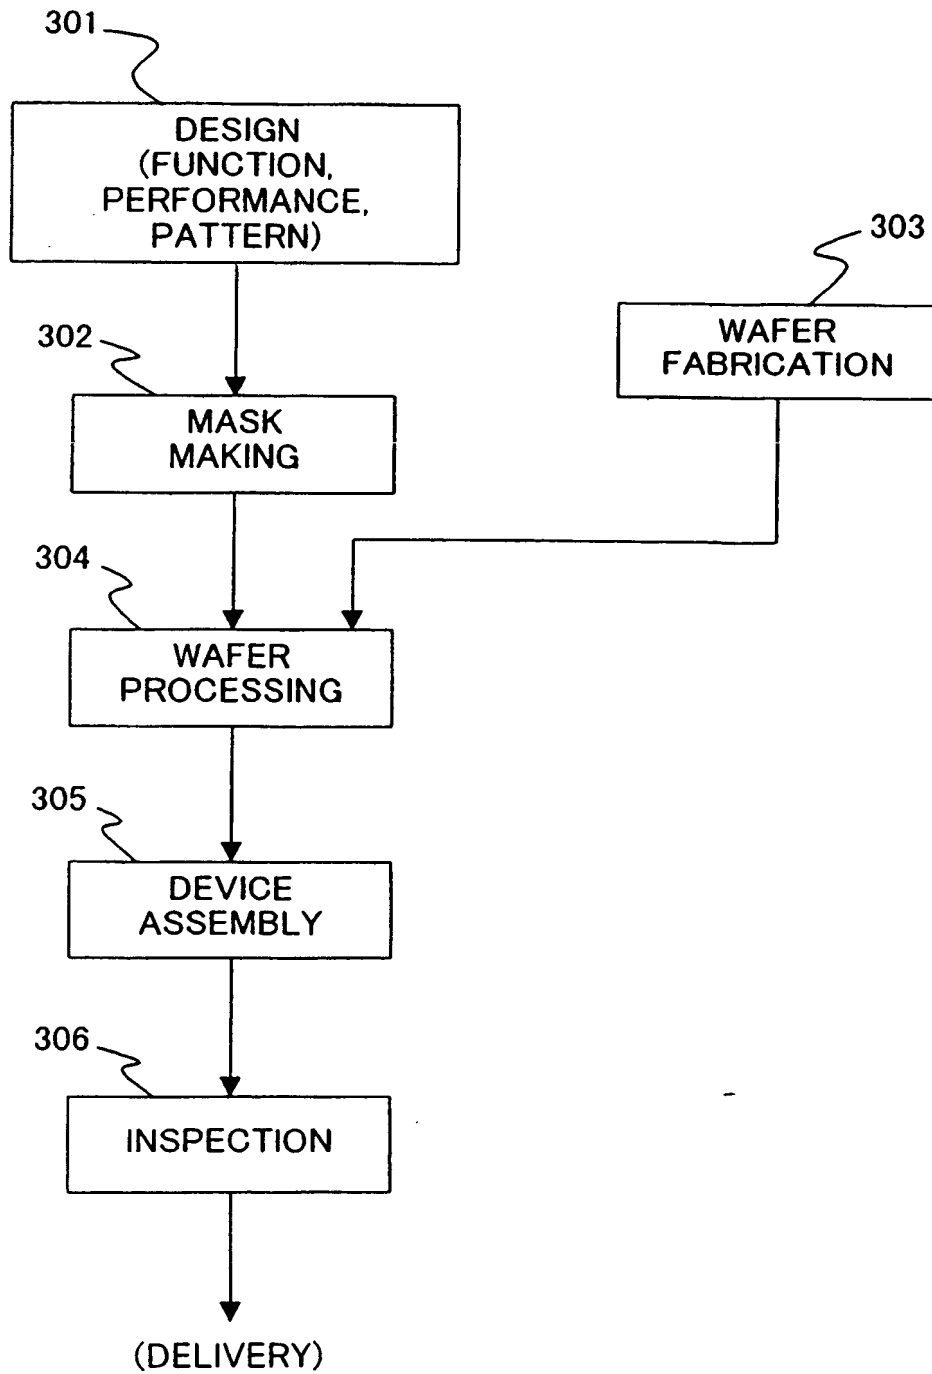 301
DESIGN
(FUNCTION,
PERFORMANCE,
PATTERN)
303
WAFER
FABRICATION
302
MASK
MAKING
304
WAFER
PROCESSING
305
DEVICE
ASSEMBLY
306
INSPECTION
(DELIVERY)